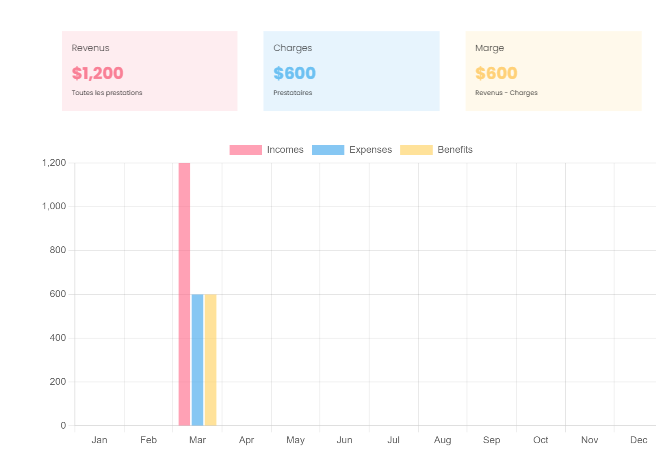 Revenus
$1,200
Toutes les prestations
Charges
$600
Prestataires
Marge
$600
Revenus - Charges
Incomes Expenses Benefits
1,200
1,000
800
600
400
200
0
Jan Feb Mar Apr May Jun Jul Aug Sep Oct Nov Dec